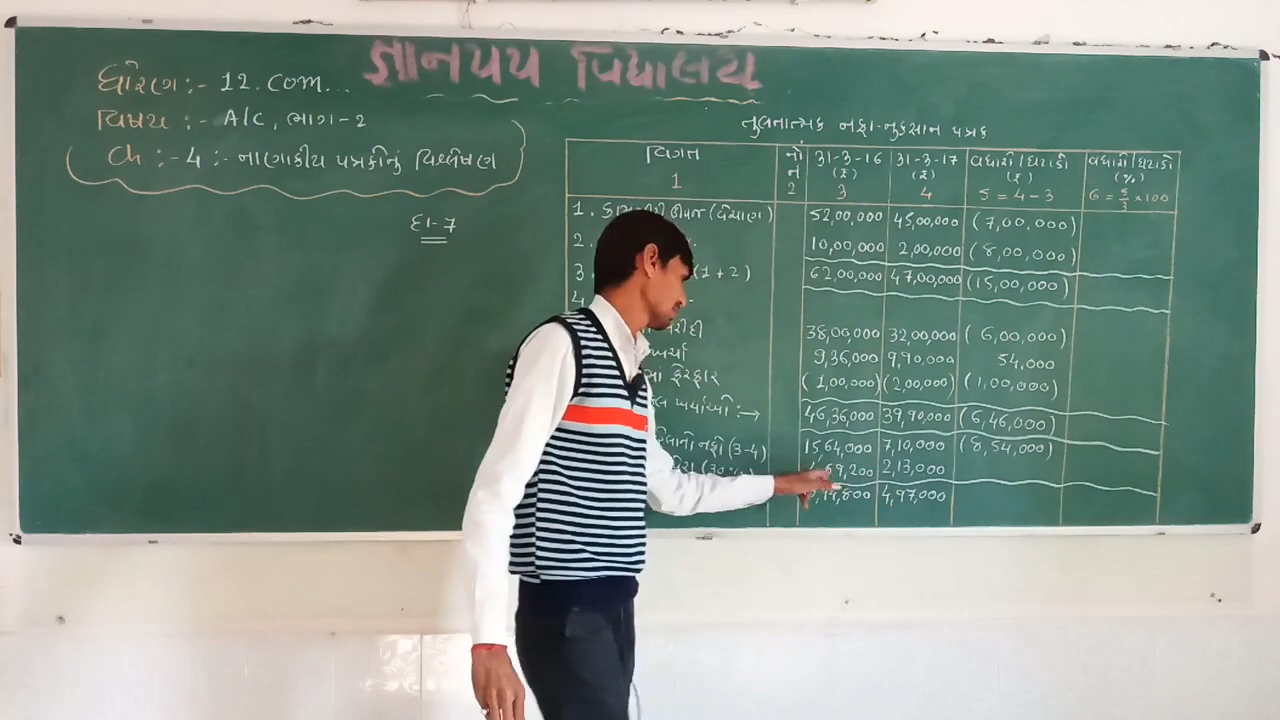 જ્ઞાનપથ વિદ્યાલય
ધોરણ :- 12. com...
વિષય :- A/C, ભાગ-2
Ch :- 4 :- નાણાકીય પત્રકોનું વિશ્લેષણ
દા-7
તુલનાત્મક નફા-નુકસાન પત્રક
વિગત નોંન 31-3-16 31-3-17 વધારો/ઘટાડો વધારો/ઘટાડો
(₹) (₹) (₹) (%)
1 2 3 4 5 = 4-3 6 = 5/3 x 100
1. (વેચાણ) 52,00,000 45,00,000 (7,00,000)
2. 10,00,000 2,00,000 (8,00,000)
3. (1+2) 62,00,000 47,00,000 (15,00,000)
4
38,00,000 32,00,000 (6,00,000)
9,36,000 9,90,000 54,000
ફેરફાર (1,00,000) (2,00,000) (1,00,000)
ખર્ચાઓ :→ 46,36,000 39,90,000 (6,46,000)
નફો (3-4) 15,64,000 7,10,000 (8,54,000)
69,200 2,13,000
800 4,97,000